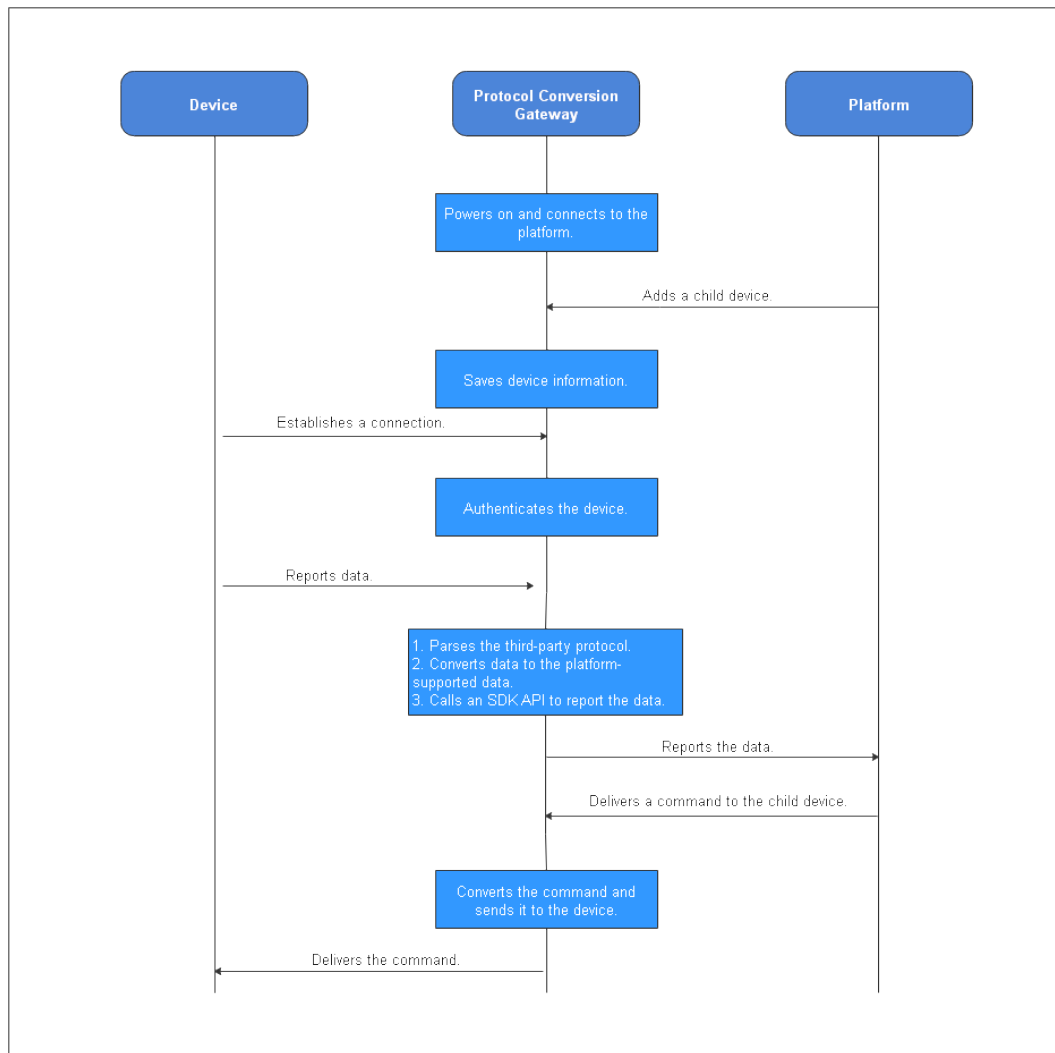 Device
Protocol Conversion
Gateway
Platform
Powers on and connects to the
platform.
Adds a child device.
Saves device information.
Establishes a connection.
Authenticates the device.
Reports data.
1. Parses the third-party protocol.
2. Converts data to the platform-
supported data.
3. Calls an SDK API to report the data.
Reports the data.
Delivers a command to the child device.
Converts the command and
sends it to the device.
Delivers the command.